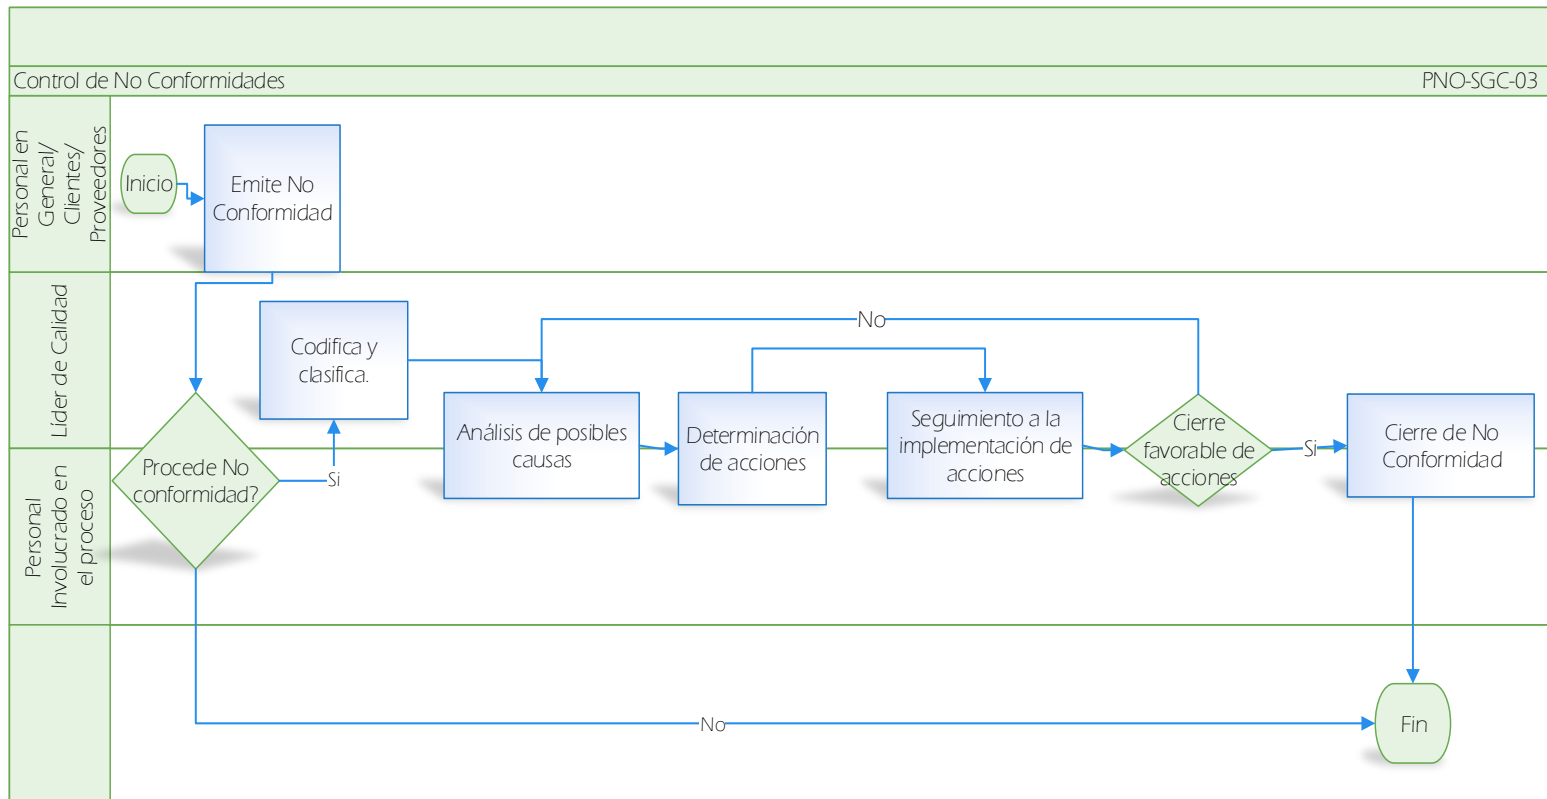 Control de No Conformidades
PNO-SGC-03
Personal en
General/
Clientes/
Proveedores
Inicio
Emite No
Conformidad
Líder de Calidad
Codifica y
clasifica.
No
Análisis de posibles
causas
Determinación
de acciones
Seguimiento a la
implementación de
acciones
Cierre
favorable de
acciones
Si
Cierre de No
Conformidad
Personal
Involucrado en
el proceso
Procede No
conformidad?
Si
No
Fin